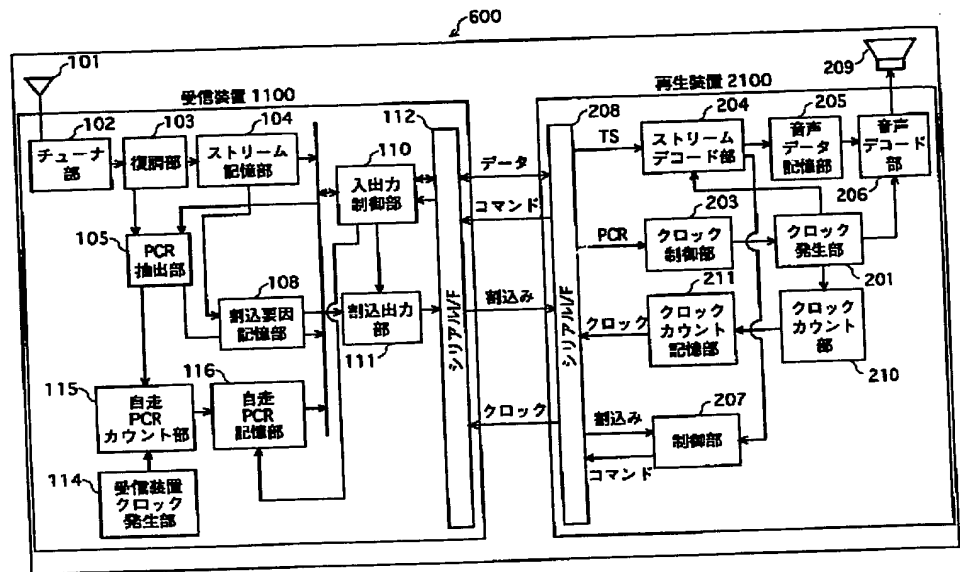 600
101
209
受信装置 1100
再生装置 2100
102
チューナ
部
103
復調部
104
ストリーム
記憶部
110
入出力
制御部
112
シリアルI/F
データ
コマンド
割込み
クロック
208
シリアルI/F
TS
204
ストリーム
デコード部
205
音声
データ
記憶部
音声
デコード
部
206
105
PCR
抽出部
108
割込要因
記憶部
割込出力
部
111
PCR
203
クロック
制御部
クロック
発生部
201
211
クロック
クロック
カウント
記憶部
クロック
カウント
部
210
115
自走
PCR
カウント部
116
自走
PCR
記憶部
114
受信装置
クロック
発生部
207
割込み
制御部
コマンド